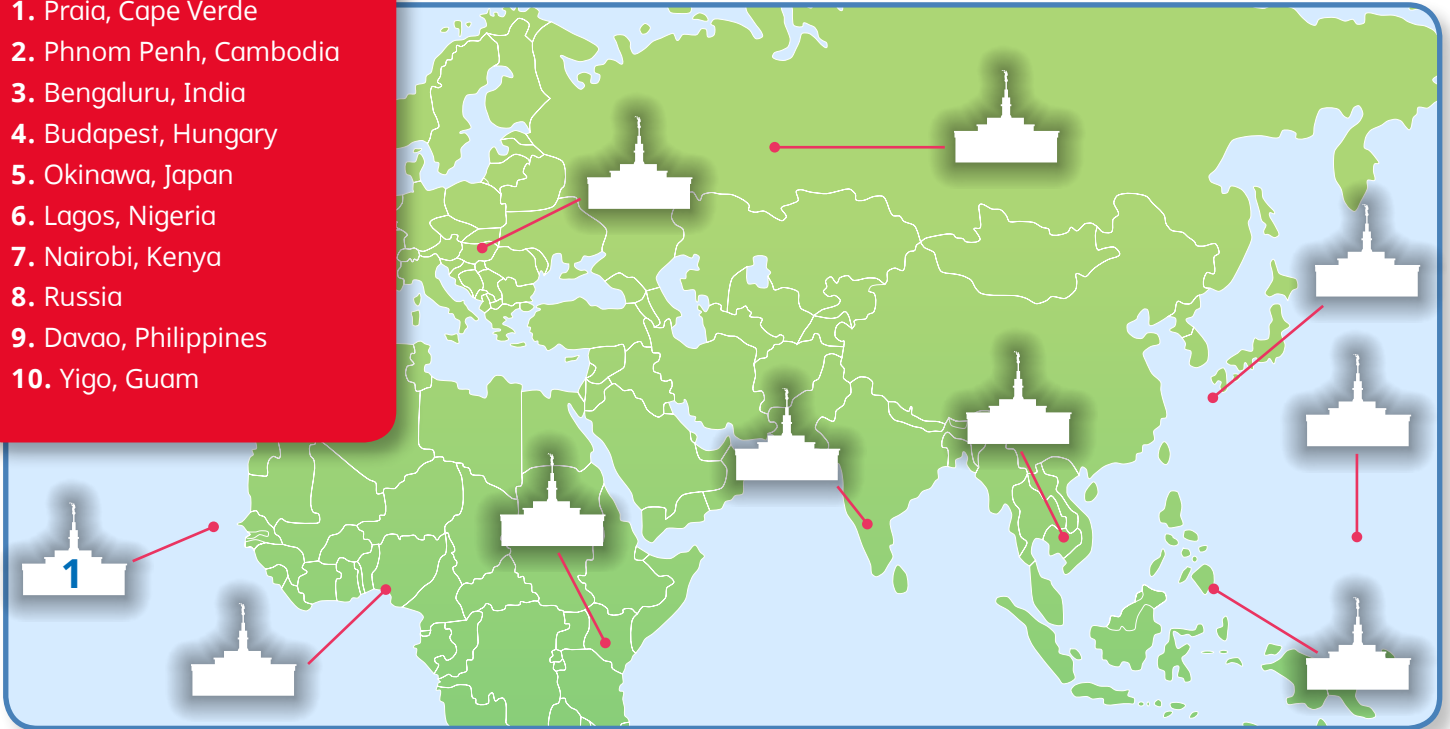 1. Praia, Cape Verde
2. Phnom Penh, Cambodia
3. Bengaluru, India
4. Budapest, Hungary
5. Okinawa, Japan
6. Lagos, Nigeria
7. Nairobi, Kenya
8. Russia
9. Davao, Philippines
10. Yigo, Guam
1